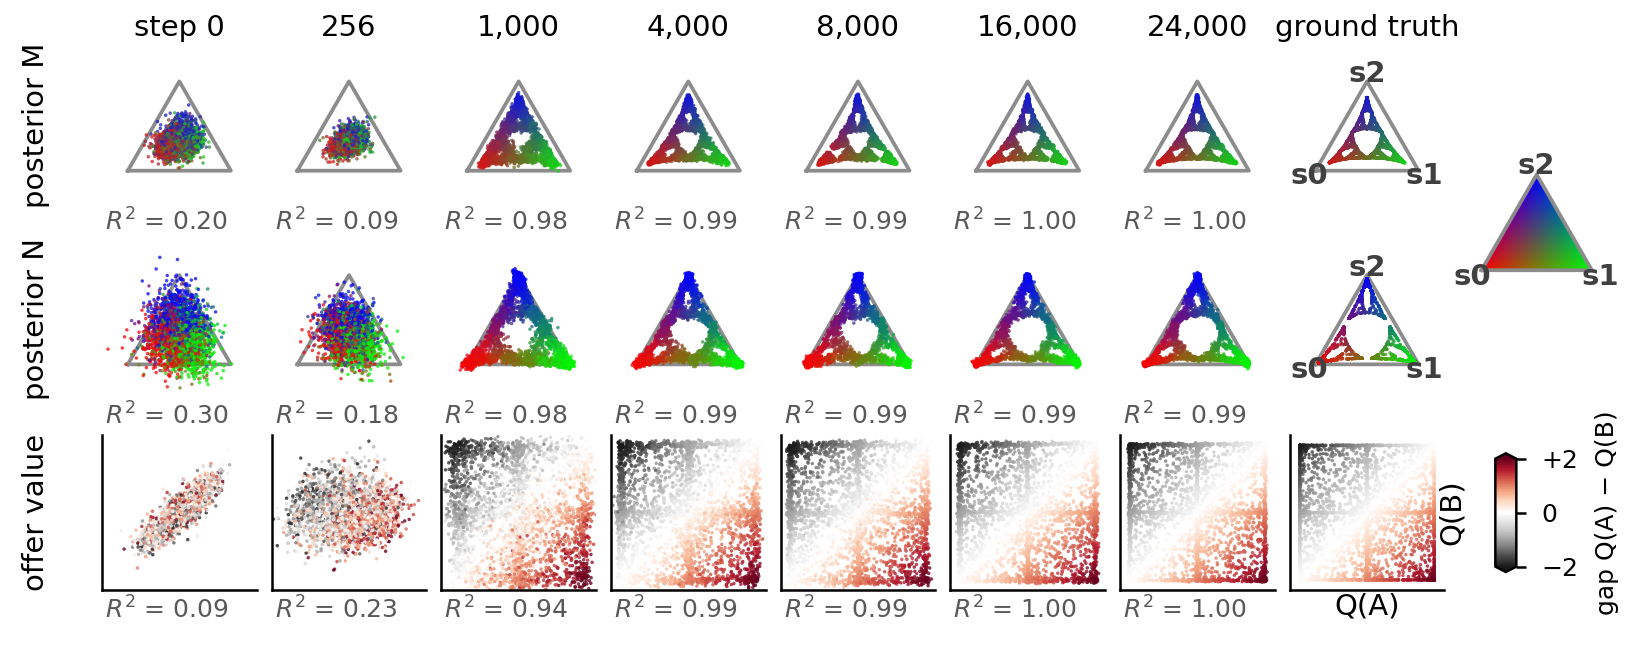 step 0 256 1,000 4,000 8,000 16,000 24,000 ground truth
posterior M
s2
s0 s1
R² = 0.20 R² = 0.09 R² = 0.98 R² = 0.99 R² = 0.99 R² = 1.00 R² = 1.00
s2
s0 s1
posterior N
s2
s0 s1
R² = 0.30 R² = 0.18 R² = 0.98 R² = 0.99 R² = 0.99 R² = 0.99 R² = 0.99
offer value
Q(B)
Q(A)
R² = 0.09 R² = 0.23 R² = 0.94 R² = 0.99 R² = 0.99 R² = 1.00 R² = 1.00
+2
0
−2
gap Q(A) − Q(B)